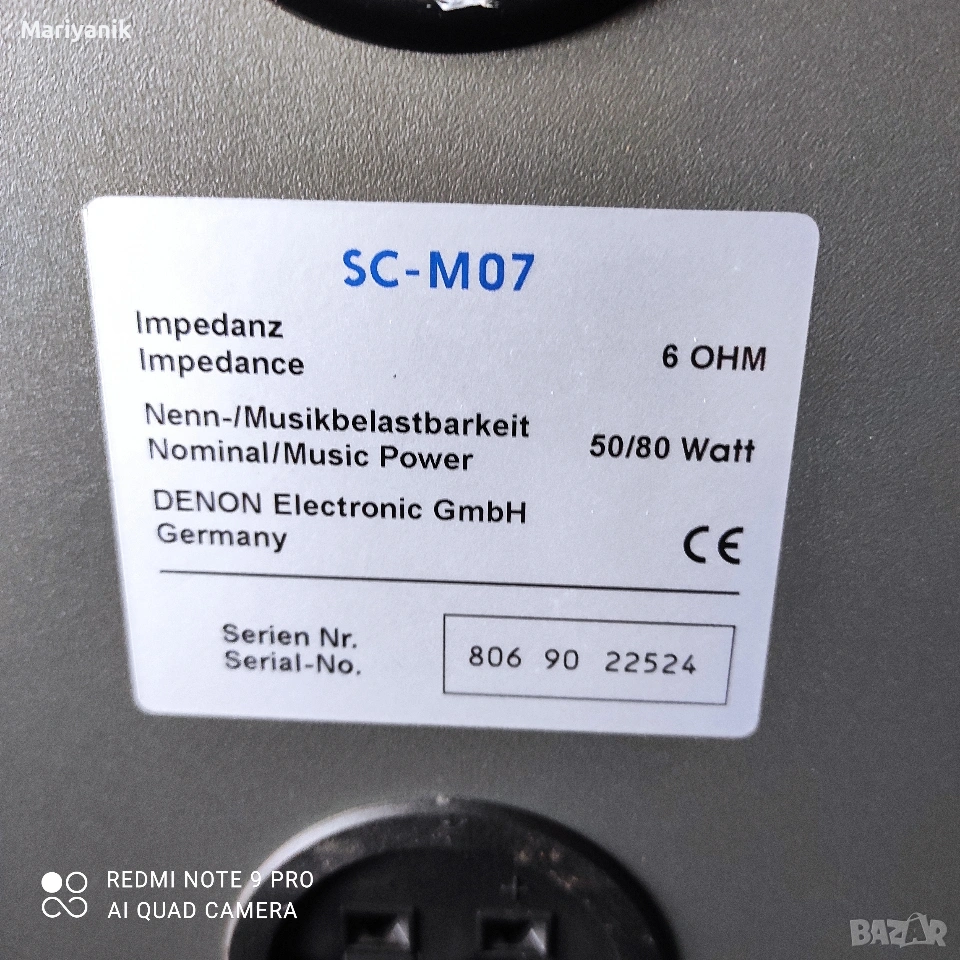 Mariyanik
SC-M07
Impedanz
Impedance
6 OHM
Nenn-/Musikbelastbarkeit
Nominal/Music Power
50/80 Watt
DENON Electronic GmbH
Germany
CE
Serien Nr.
Serial-No.
806 90 22524
+
REDMI NOTE 9 PRO
AI QUAD CAMERA
BAZAR